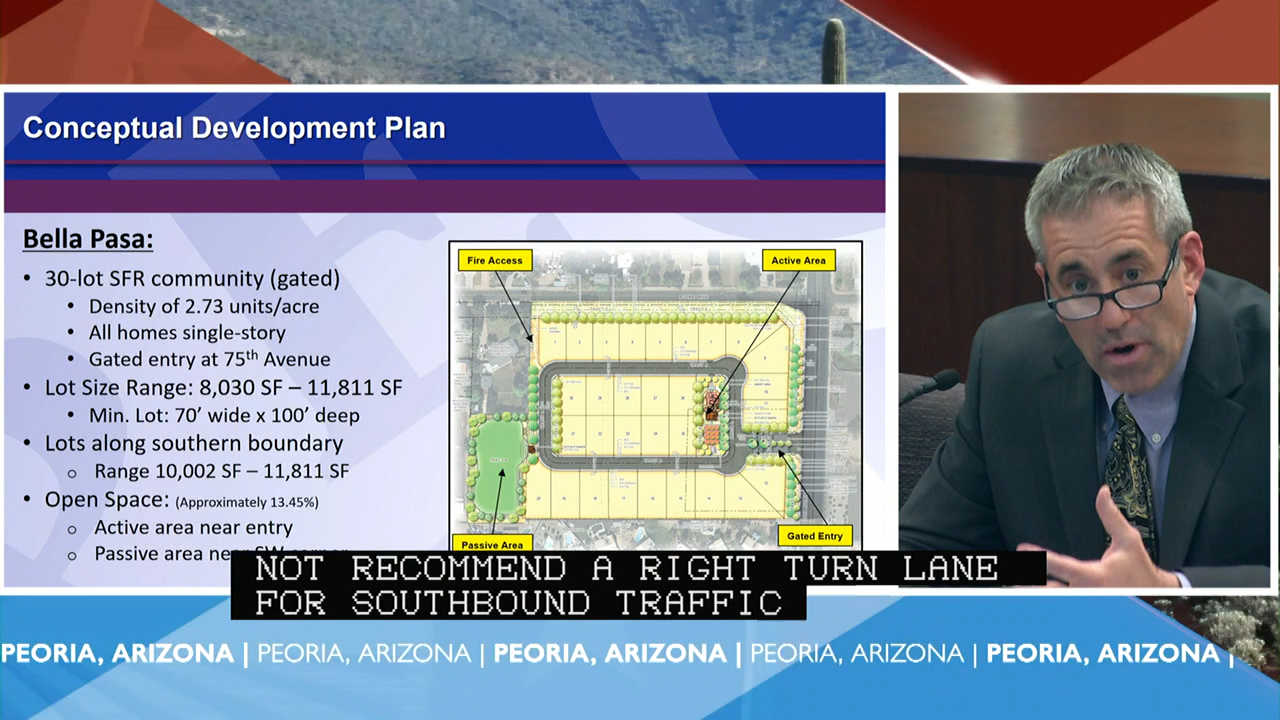 Conceptual Development Plan
Bella Pasa:
• 30-lot SFR community (gated)
• Density of 2.73 units/acre
• All homes single-story
• Gated entry at 75th Avenue
• Lot Size Range: 8,030 SF – 11,811 SF
• Min. Lot: 70’ wide x 100’ deep
• Lots along southern boundary
o Range 10,002 SF – 11,811 SF
• Open Space: (Approximately 13.45%)
o Active area near entry
o Passive area near
Fire Access
Active Area
Passive Area
Gated Entry
NOT RECOMMEND A RIGHT TURN LANE
FOR SOUTHBOUND TRAFFIC
PEORIA, ARIZONA | PEORIA, ARIZONA | PEORIA, ARIZONA | PEORIA, ARIZONA | PEORIA, ARIZONA |